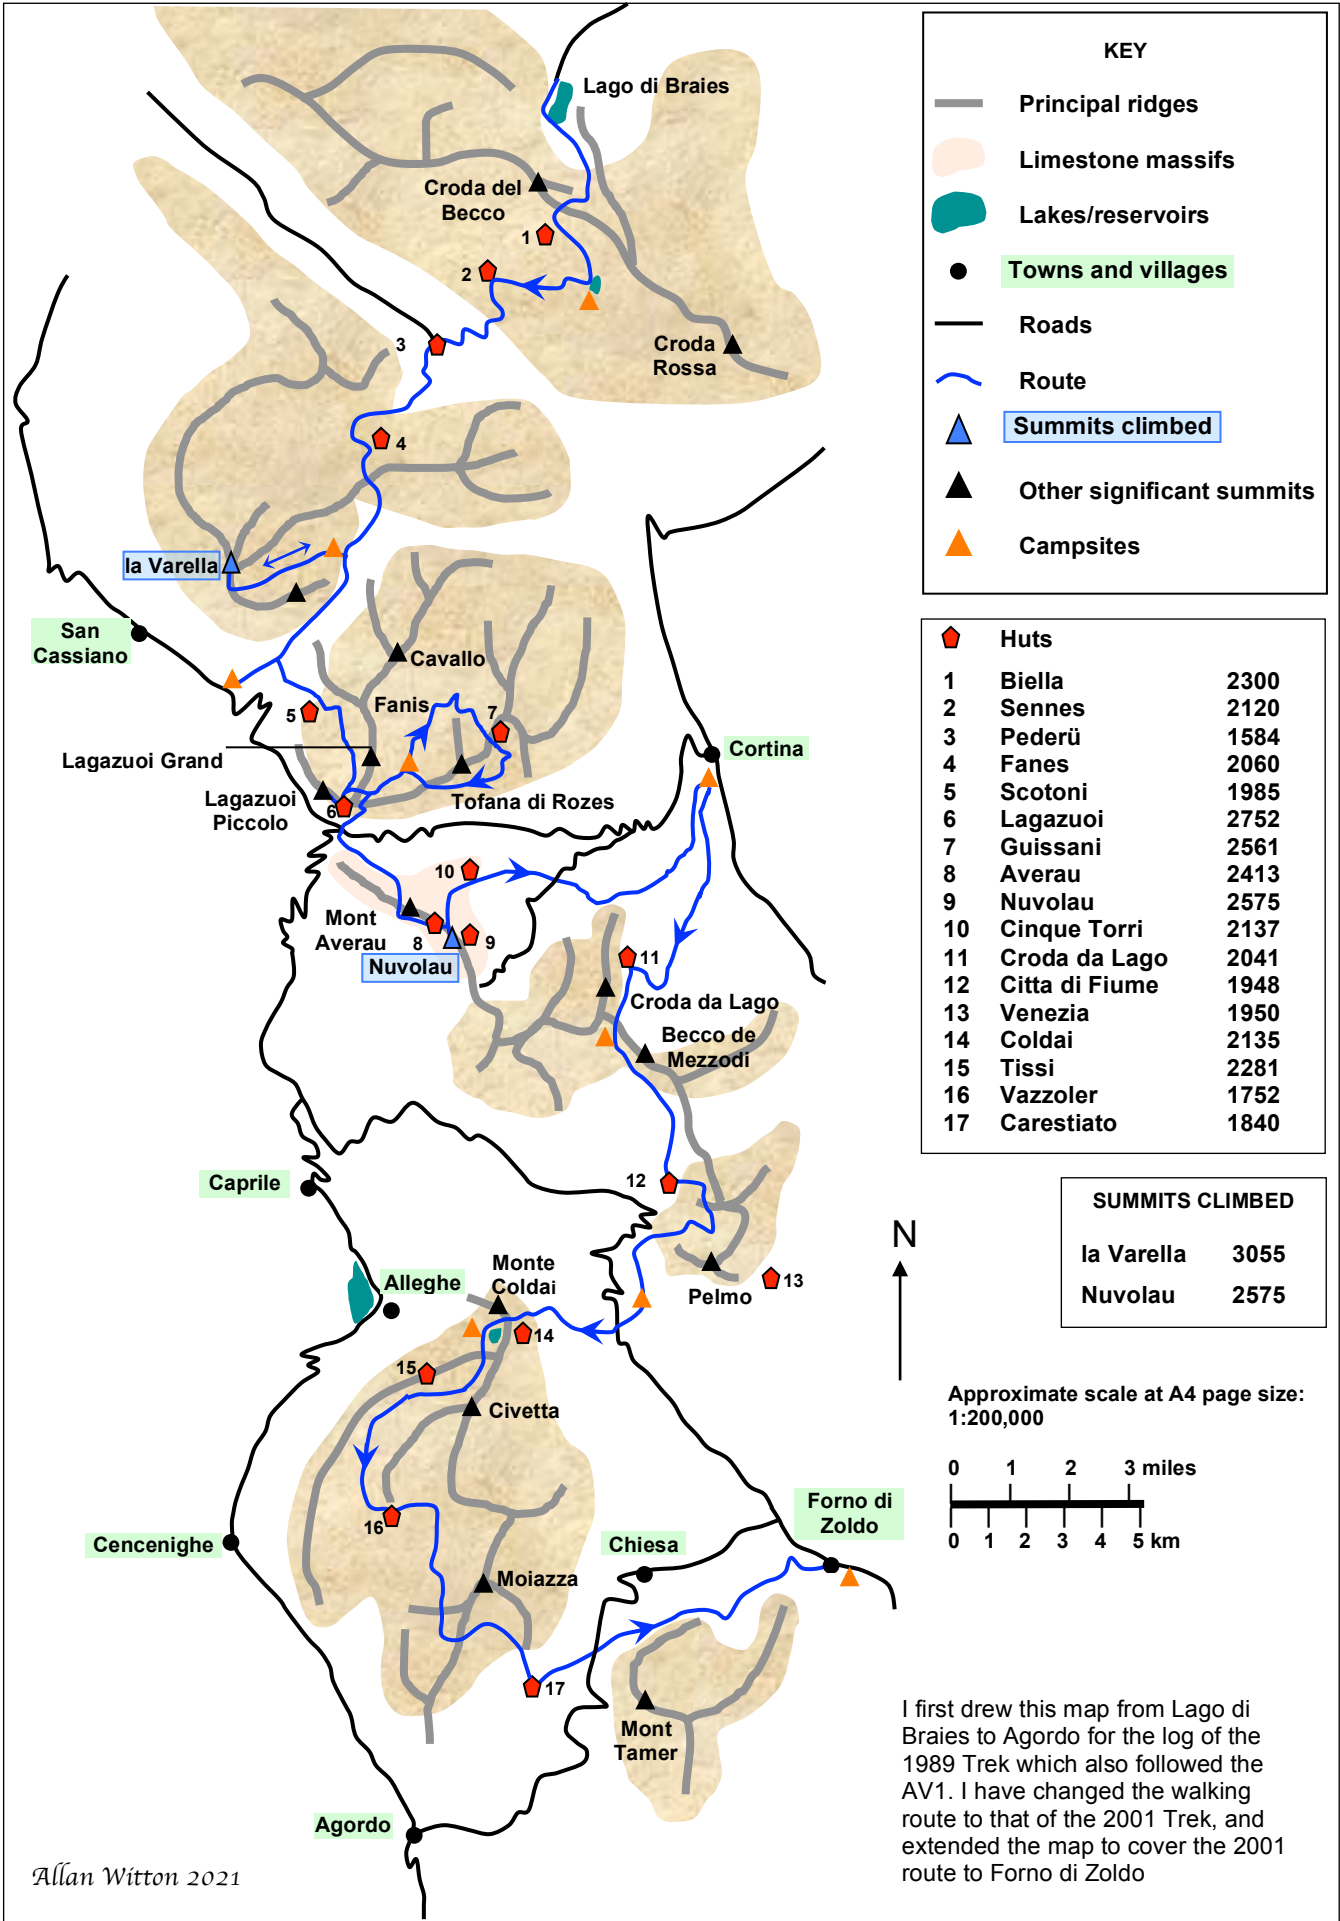 Lago di Braies
Croda del
Becco
1
2
3
Croda
Rossa
4
la Varella
San
Cassiano
Cavallo
Fanis
5
7
Lagazuoi Grand
Cortina
Lagazuoi
Piccolo
6
Tofana di Rozes
10
Mont
Averau
8
9
Nuvolau
11
Croda da Lago
Becco de
Mezzodi
12
Caprile
Monte
Coldai
Alleghe
13
Pelmo
14
15
Civetta
16
Cencenighe
Chiesa
Forno di
Zoldo
Moiazza
17
Mont
Tamer
Agordo
Allan Witton 2021
KEY
Principal ridges
Limestone massifs
Lakes/reservoirs
Towns and villages
Roads
Route
Summits climbed
Other significant summits
Campsites
Huts
1 Biella 2300
2 Sennes 2120
3 Pederü 1584
4 Fanes 2060
5 Scotoni 1985
6 Lagazuoi 2752
7 Guissani 2561
8 Averau 2413
9 Nuvolau 2575
10 Cinque Torri 2137
11 Croda da Lago 2041
12 Citta di Fiume 1948
13 Venezia 1950
14 Coldai 2135
15 Tissi 2281
16 Vazzoler 1752
17 Carestiato 1840
SUMMITS CLIMBED
la Varella 3055
Nuvolau 2575
N
Approximate scale at A4 page size:
1:200,000
0 1 2 3 miles
0 1 2 3 4 5 km
I first drew this map from Lago di
Braies to Agordo for the log of the
1989 Trek which also followed the
AV1. I have changed the walking
route to that of the 2001 Trek, and
extended the map to cover the 2001
route to Forno di Zoldo